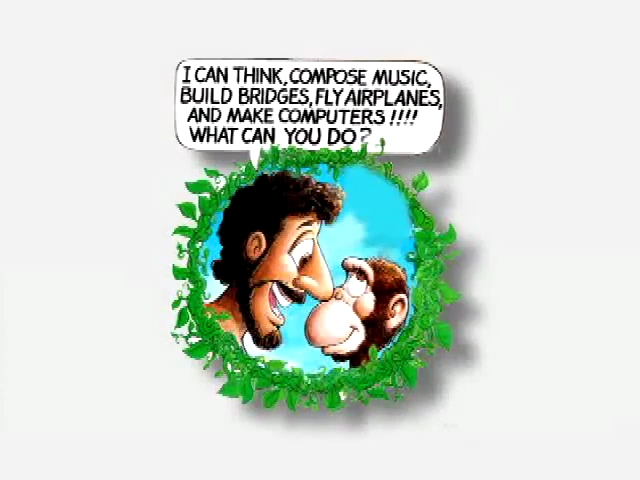 I CAN THINK, COMPOSE MUSIC,
BUILD BRIDGES, FLY AIRPLANES,
AND MAKE COMPUTERS !!!!
WHAT CAN YOU DO?